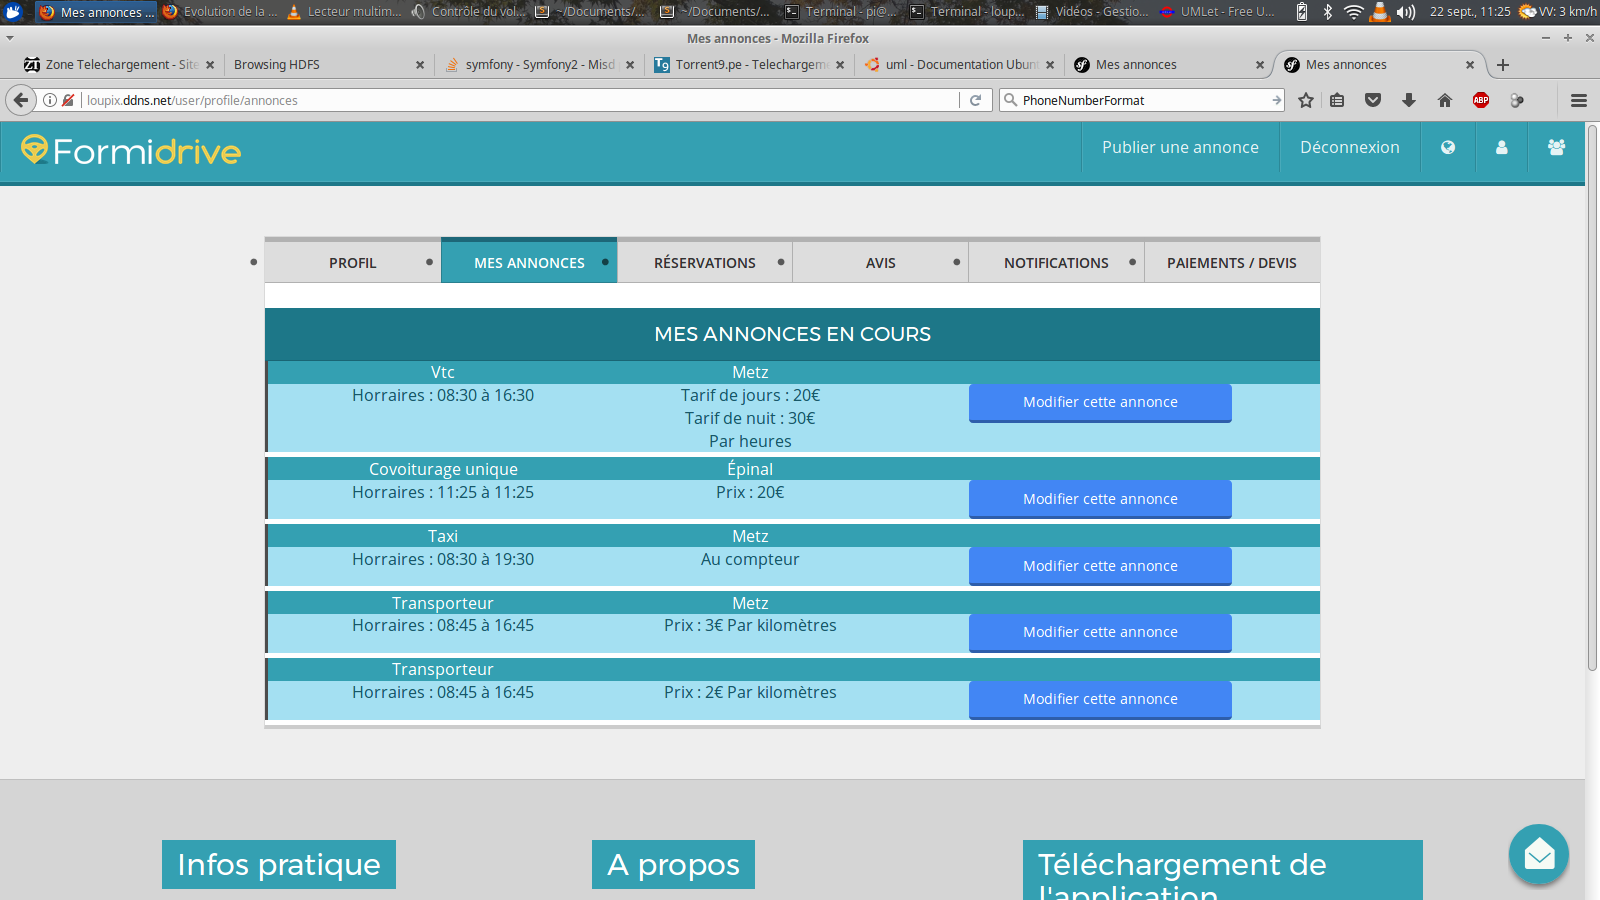 Mes annonces ...
Evolution de la ...
Lecteur multim...
Contrôle du vol...
~/Documents/...
~/Documents/...
Terminal - pi@...
Terminal - loup...
Vidéos - Gestio...
UMLet - Free U...
22 sept., 11:25
VV: 3 km/h
Mes annonces - Mozilla Firefox
Zone Telechargement - Site
Browsing HDFS
symfony - Symfony2 - Misd
Torrent9.pe - Telechargeme
uml - Documentation Ubun
Mes annonces
Mes annonces
loupix.ddns.net/user/profile/annonces
PhoneNumberFormat
ABP
Formidrive
Publier une annonce
Déconnexion
PROFIL
MES ANNONCES
RÉSERVATIONS
AVIS
NOTIFICATIONS
PAIEMENTS / DEVIS
MES ANNONCES EN COURS
Vtc
Metz
Horraires : 08:30 à 16:30
Tarif de jours : 20€
Modifier cette annonce
Tarif de nuit : 30€
Par heures
Covoiturage unique
Épinal
Horraires : 11:25 à 11:25
Prix : 20€
Modifier cette annonce
Taxi
Metz
Horraires : 08:30 à 19:30
Au compteur
Modifier cette annonce
Transporteur
Metz
Horraires : 08:45 à 16:45
Prix : 3€ Par kilomètres
Modifier cette annonce
Transporteur
Horraires : 08:45 à 16:45
Prix : 2€ Par kilomètres
Modifier cette annonce
Infos pratique
A propos
Téléchargement de
l'application